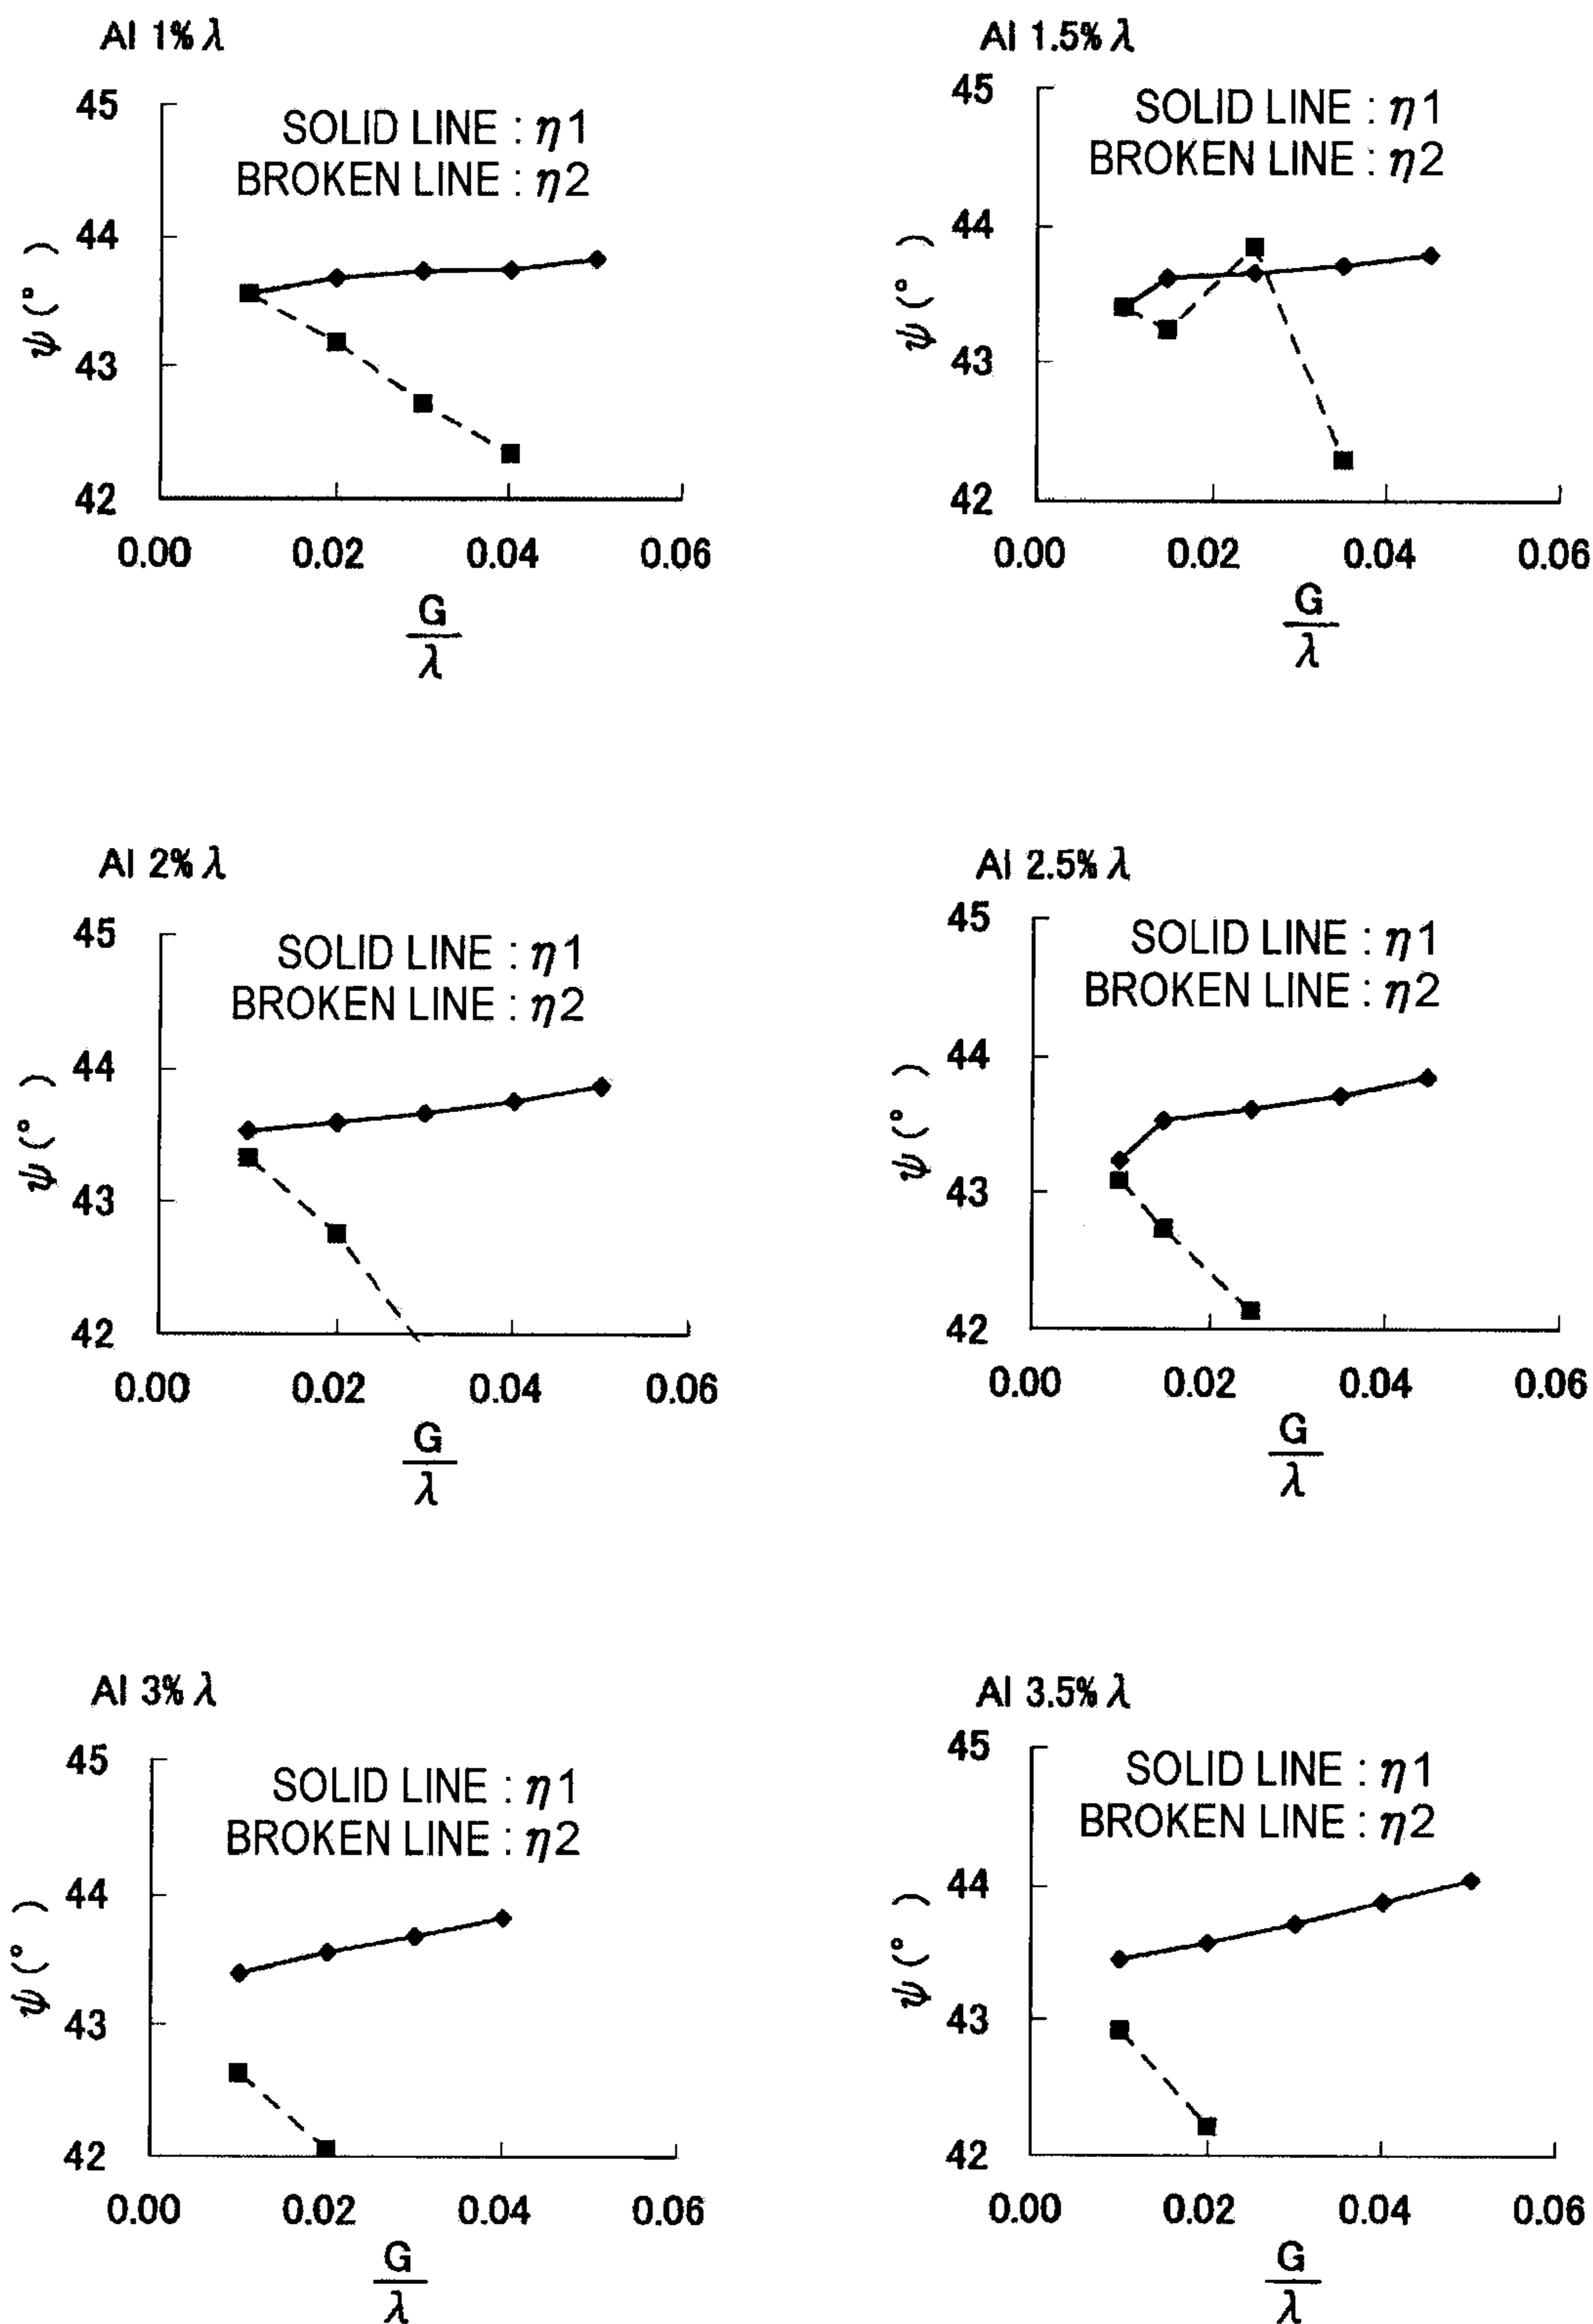 Al 1% λ
45
SOLID LINE : η1
BROKEN LINE : η2
44
ψ (° )
43
42
0.00 0.02 0.04 0.06
G
λ
Al 1.5% λ
45
SOLID LINE : η1
BROKEN LINE : η2
44
ψ (° )
43
42
0.00 0.02 0.04 0.06
G
λ
Al 2% λ
45
SOLID LINE : η1
BROKEN LINE : η2
44
ψ (° )
43
42
0.00 0.02 0.04 0.06
G
λ
Al 2.5% λ
45
SOLID LINE : η1
BROKEN LINE : η2
44
ψ (° )
43
42
0.00 0.02 0.04 0.06
G
λ
Al 3% λ
45
SOLID LINE : η1
BROKEN LINE : η2
44
ψ (° )
43
42
0.00 0.02 0.04 0.06
G
λ
Al 3.5% λ
45
SOLID LINE : η1
BROKEN LINE : η2
44
ψ (° )
43
42
0.00 0.02 0.04 0.06
G
λ